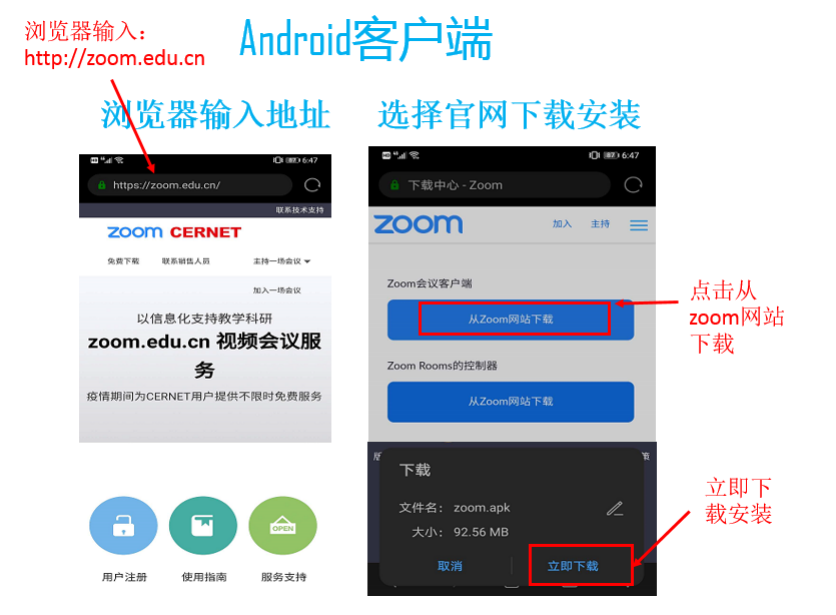 浏览器输入：
http://zoom.edu.cn
Android客户端
浏览器输入地址
选择官网下载安装
6:47
https://zoom.edu.cn/
联系技术支持
zoom CERNET
免费下载 联系销售人员 主持一场会议
加入一场会议
以信息化支持教学科研
zoom.edu.cn 视频会议服
务
疫情期间为CERNET用户提供不限时免费服务
OPEN
用户注册 使用指南 服务支持
6:47
下载中心 - Zoom
zoom 加入 主持
Zoom会议客户端
从Zoom网站下载
Zoom Rooms的控制器
从Zoom网站下载
下载
文件名： zoom.apk
大小： 92.56 MB
取消 立即下载
点击从
zoom网站
下载
立即下
载安装